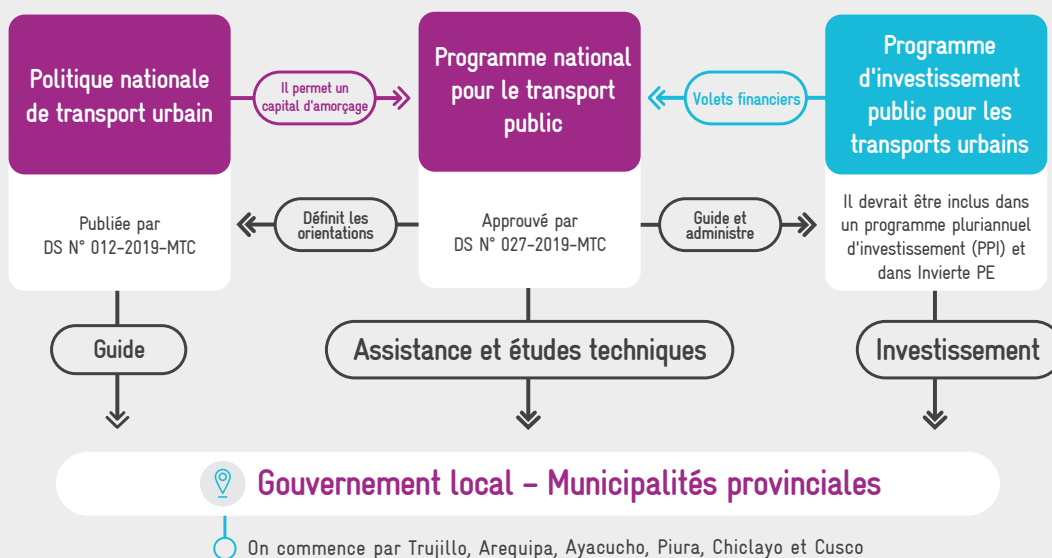 Politique nationale
de transport urbain
Il permet un
capital d'amorçage
Programme national
pour le transport
public
Volets financiers
Programme
d'investissement
public pour les
transports urbains
Publiée par
DS N° 012-2019-MTC
Définit les
orientations
Approuvé par
DS N° 027-2019-MTC
Guide et
administre
Il devrait être inclus dans
un programme pluriannuel
d'investissement (PPI) et
dans Invierte PE
Guide
Assistance et études techniques
Investissement
Gouvernement local – Municipalités provinciales
On commence par Trujillo, Arequipa, Ayacucho, Piura, Chiclayo et Cusco